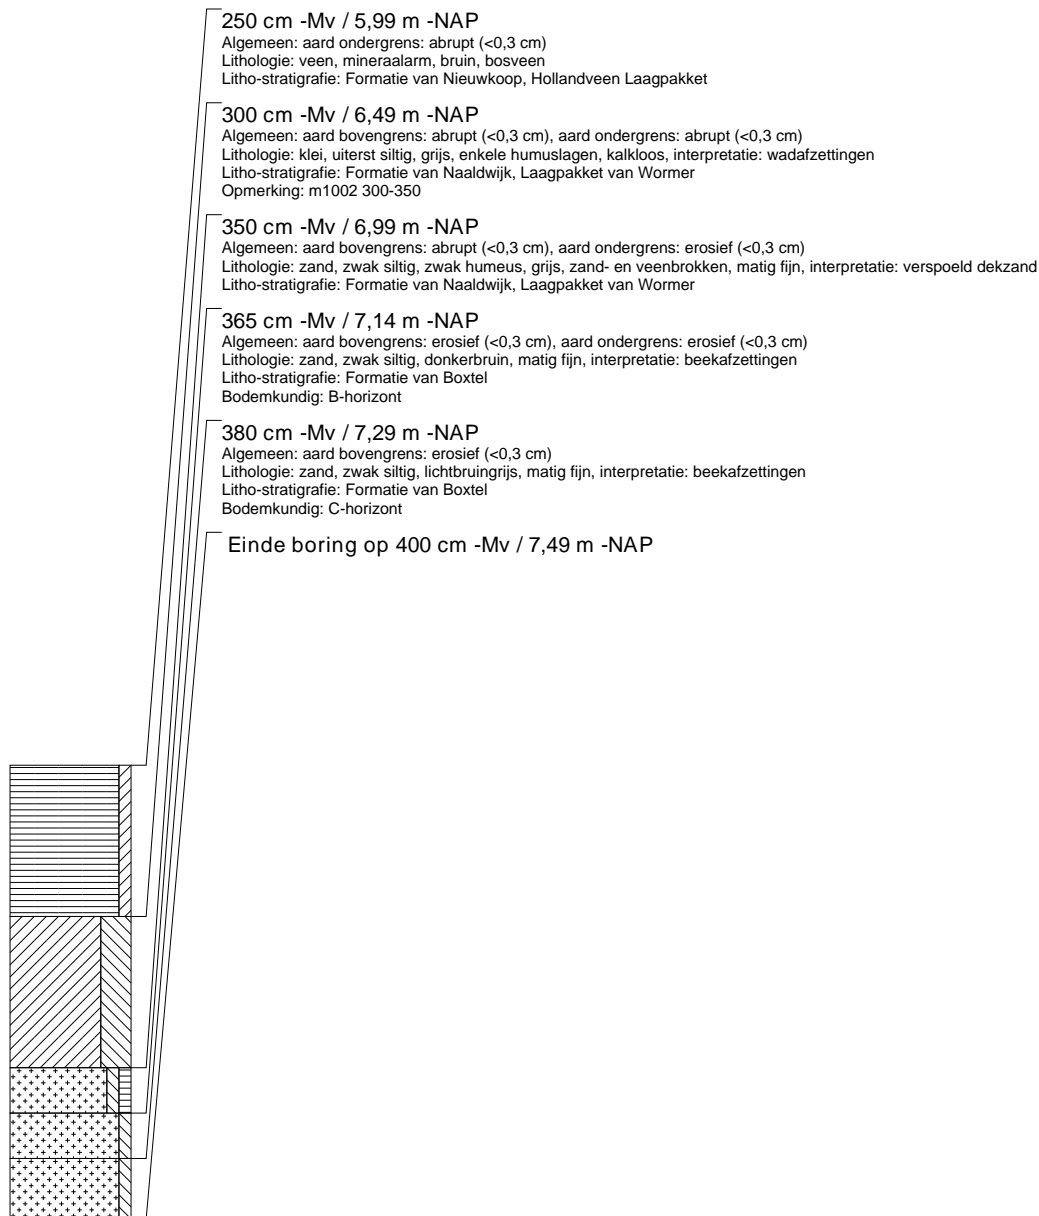 250 cm -Mv / 5,99 m -NAP
Algemeen: aard ondergrens: abrupt (<0,3 cm)
Lithologie: veen, mineraalarm, bruin, bosveen
Litho-stratigrafie: Formatie van Nieuwkoop, Hollandveen Laagpakket
300 cm -Mv / 6,49 m -NAP
Algemeen: aard bovengrens: abrupt (<0,3 cm), aard ondergrens: abrupt (<0,3 cm)
Lithologie: klei, uiterst siltig, grijs, enkele humuslagen, kalkloos, interpretatie: wadafzettingen
Litho-stratigrafie: Formatie van Naaldwijk, Laagpakket van Wormer
Opmerking: m1002 300-350
350 cm -Mv / 6,99 m -NAP
Algemeen: aard bovengrens: abrupt (<0,3 cm), aard ondergrens: erosief (<0,3 cm)
Lithologie: zand, zwak siltig, zwak humeus, grijs, zand- en veenbrokken, matig fijn, interpretatie: verspoeld dekzand
Litho-stratigrafie: Formatie van Naaldwijk, Laagpakket van Wormer
365 cm -Mv / 7,14 m -NAP
Algemeen: aard bovengrens: erosief (<0,3 cm), aard ondergrens: erosief (<0,3 cm)
Lithologie: zand, zwak siltig, donkerbruin, matig fijn, interpretatie: beekafzettingen
Litho-stratigrafie: Formatie van Boxtel
Bodemkundig: B-horizont
380 cm -Mv / 7,29 m -NAP
Algemeen: aard bovengrens: erosief (<0,3 cm)
Lithologie: zand, zwak siltig, lichtbruingrijs, matig fijn, interpretatie: beekafzettingen
Litho-stratigrafie: Formatie van Boxtel
Bodemkundig: C-horizont
Einde boring op 400 cm -Mv / 7,49 m -NAP